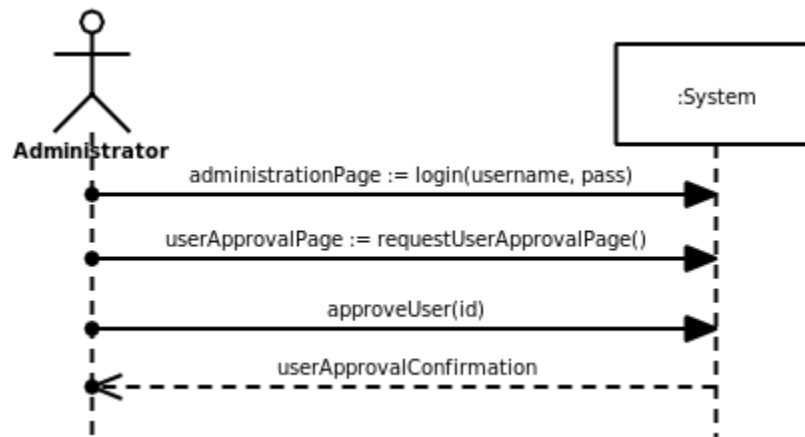 :System
Administrator
administrationPage := login(username, pass)
userApprovalPage := requestUserApprovalPage()
approveUser(id)
userApprovalConfirmation